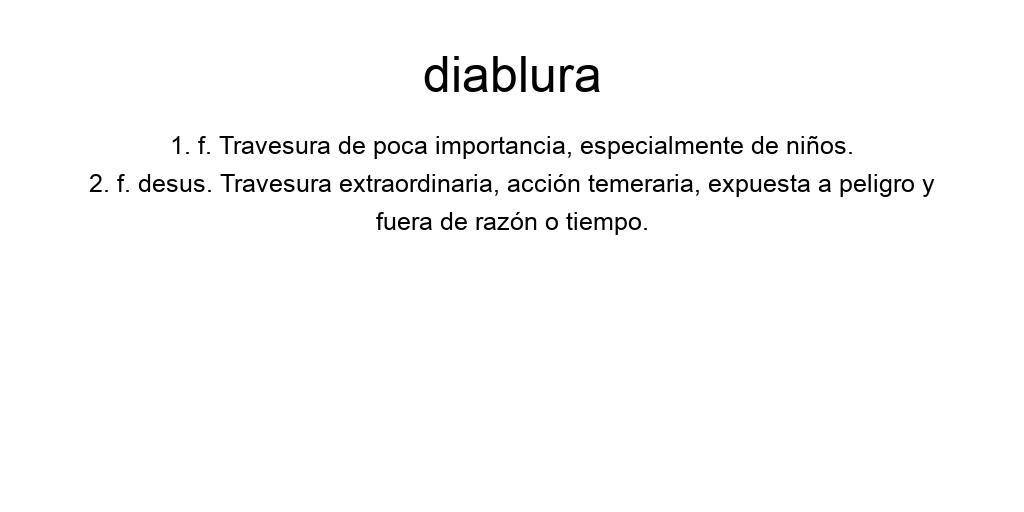 diablura
1. f. Travesura de poca importancia, especialmente de niños.
2. f. desus. Travesura extraordinaria, acción temeraria, expuesta a peligro y
fuera de razón o tiempo.